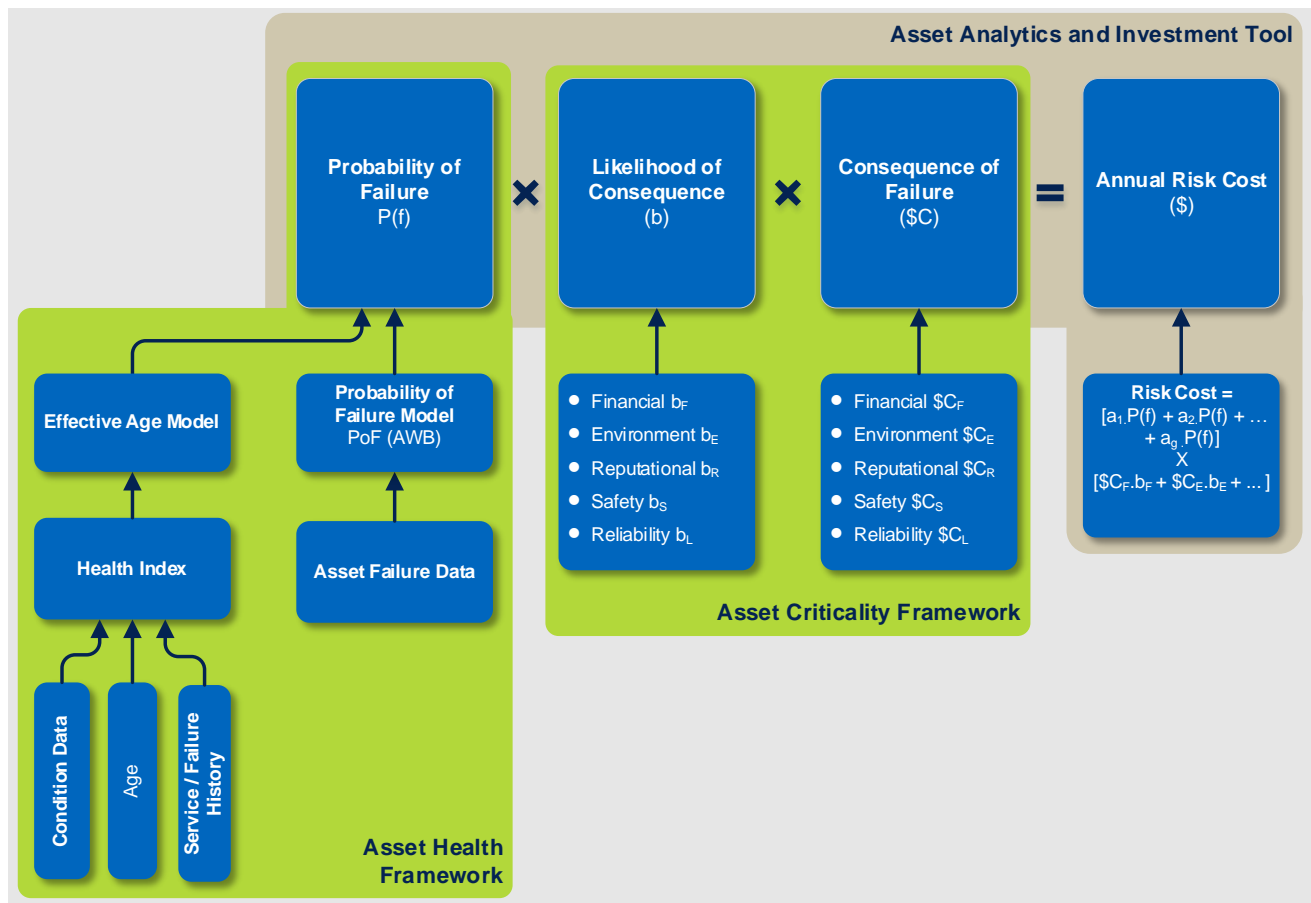 Asset Analytics and Investment Tool
Probability of
Failure
P(f)
×
Likelihood of
Consequence
(b)
×
Consequence of
Failure
($C)
=
Annual Risk Cost
($)
Effective Age Model
Probability of
Failure Model
PoF (AWB)
• Financial bF
• Environment bE
• Reputational bR
• Safety bS
• Reliability bL
• Financial $CF
• Environment $CE
• Reputational $CR
• Safety $CS
• Reliability $CL
Risk Cost =
[a1.P(f) + a2.P(f) + …
+ ag.P(f)]
X
[$CF.bF + $CE.bE + ... ]
Health Index
Asset Failure Data
Asset Criticality Framework
Condition Data
Age
Service / Failure
History
Asset Health
Framework